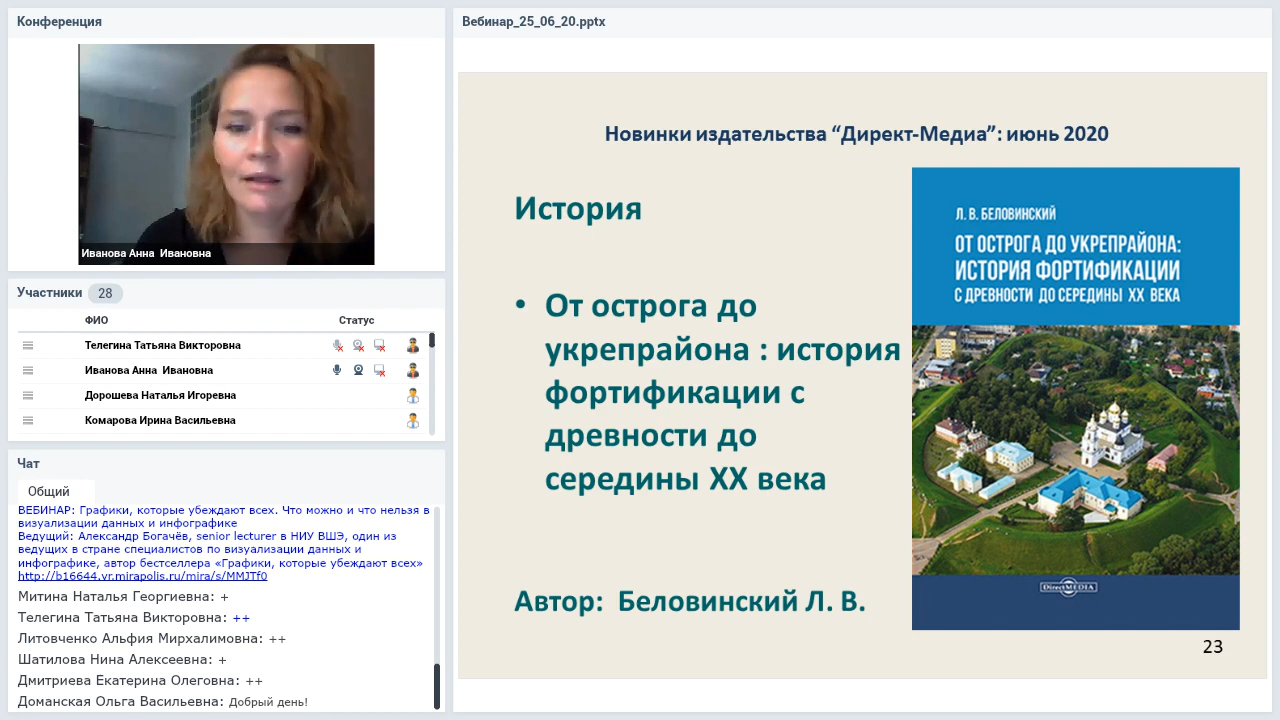 Конференция
Иванова Анна  Ивановна
Участники 28
ФИО Статус
Телегина Татьяна Викторовна
Иванова Анна  Ивановна
Дорошева Наталья Игоревна
Комарова Ирина Васильевна
Чат
Общий
ВЕБИНАР: Графики, которые убеждают всех. Что можно и что нельзя в
визуализации данных и инфографике
Ведущий: Александр Богачёв, senior lecturer в НИУ ВШЭ, один из
ведущих в стране специалистов по визуализации данных и
инфографике, автор бестселлера «Графики, которые убеждают всех»
http://b16644.vr.mirapolis.ru/mira/s/MMJTf0
Митина Наталья Георгиевна: +
Телегина Татьяна Викторовна: ++
Литовченко Альфия Мирхалимовна: ++
Шатилова Нина Алексеевна: +
Дмитриева Екатерина Олеговна: ++
Доманская Ольга Васильевна: Добрый день!
Вебинар_25_06_20.pptx
Новинки издательства “Директ-Медиа”: июнь 2020
История
• От острога до
укрепрайона : история
фортификации с
древности до
середины XX века
Автор:  Беловинский Л. В.
Л. В. БЕЛОВИНСКИЙ
ОТ ОСТРОГА ДО УКРЕПРАЙОНА:
ИСТОРИЯ ФОРТИФИКАЦИИ
С ДРЕВНОСТИ ДО СЕРЕДИНЫ XX ВЕКА
DirectMEDIA
23